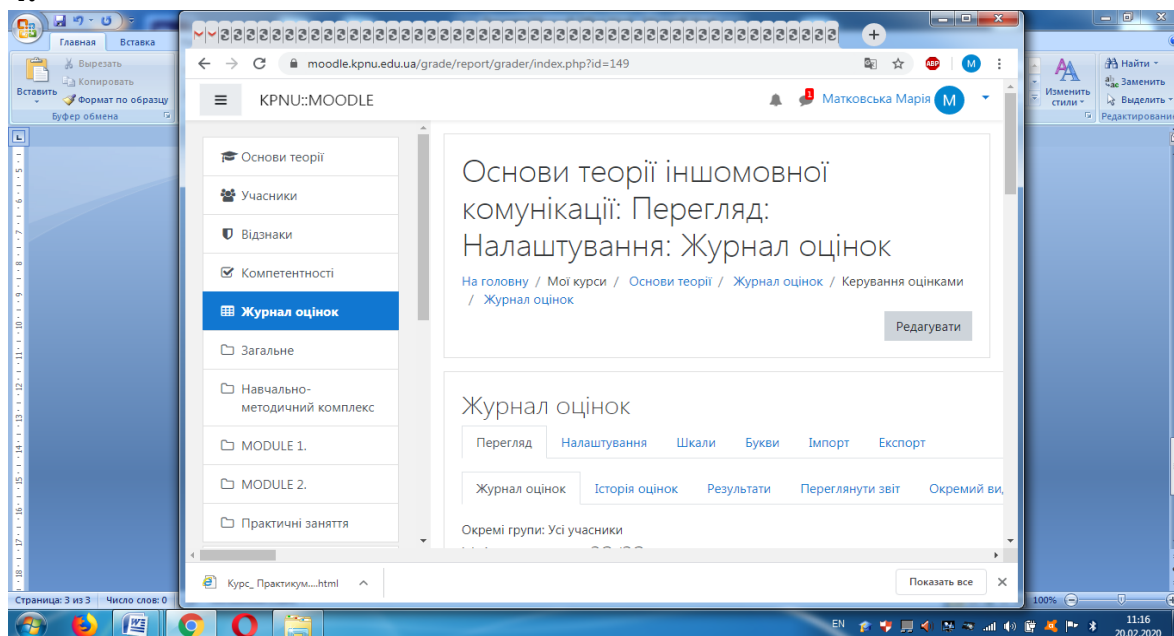 Главная Вставка
Вырезать
Копировать
Вставить
Формат по образцу
Буфер обмена
moodle.kpnu.edu.ua/grade/report/grader/index.php?id=149
ABP
M
KPNU::MOODLE
Матковська Марія M
Основи теорії
Учасники
Відзнаки
Компетентності
Журнал оцінок
Загальне
Навчально-
методичний комплекс
MODULE 1.
MODULE 2.
Практичні заняття
Основи теорії іншомовної
комунікації: Перегляд:
Налаштування: Журнал оцінок
На головну / Мої курси / Основи теорії / Журнал оцінок / Керування оцінками
/ Журнал оцінок
Редагувати
Журнал оцінок
Перегляд Налаштування Шкали Букви Імпорт Експорт
Журнал оцінок Історія оцінок Результати Переглянути звіт Окремий ви
Окремі групи: Усі учасники
Курс_ Практикум....html
Показать все
Найти
Заменить
Выделить
Изменить
стили
Редактировани
Страница: 3 из 3 Число слов: 0
100%
EN
11:16
20.02.2020